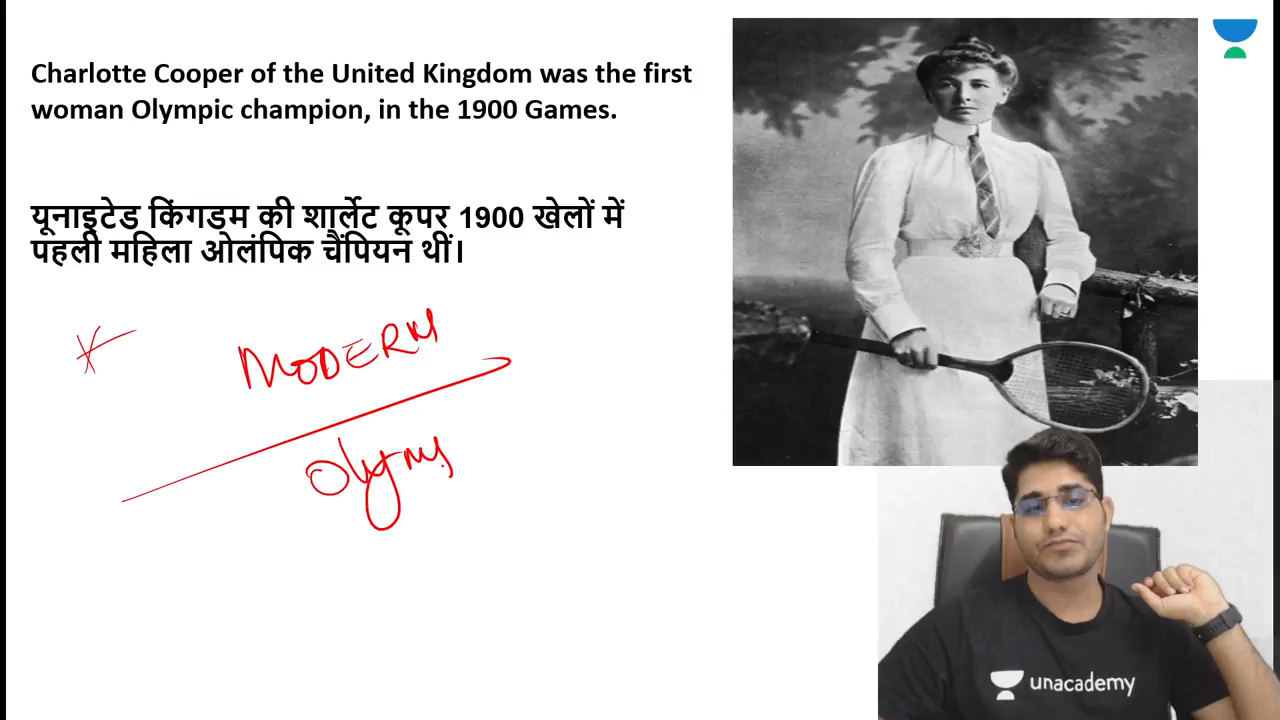 Charlotte Cooper of the United Kingdom was the first
woman Olympic champion, in the 1900 Games.
यूनाइटेड किंगडम की शार्लेट कूपर 1900 खेलों में
पहली महिला ओलंपिक चैंपियन थीं।
MODERN
unacademy